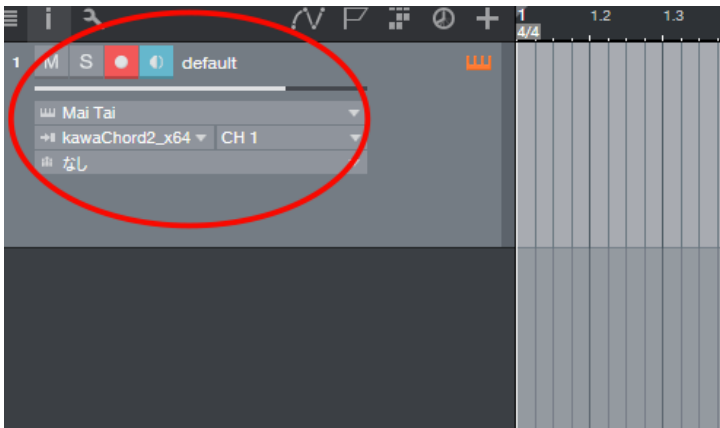 1 1.2 1.3
4/4
1 M S default
Mai Tai
kawaChord2_x64 CH 1
なし